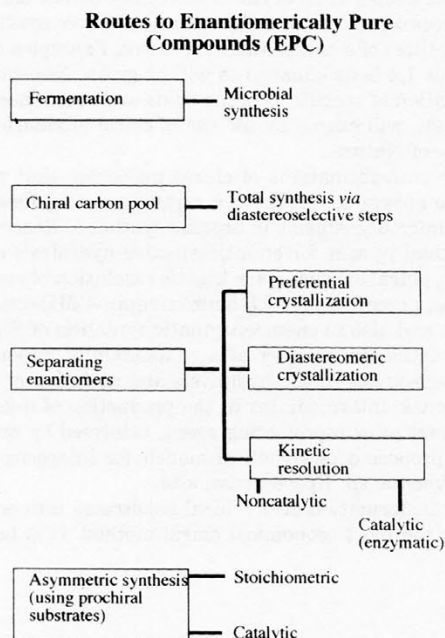 Routes to Enantiomerically Pure
Compounds (EPC)
Fermentation
Microbial
synthesis
Chiral carbon pool
Total synthesis via
diastereoselective steps
Preferential
crystallization
Separating
enantiomers
Diastereometric
crystallization
Kinetic
resolution
Noncatalytic
Catalytic
(enzymatic)
Asymmetric synthesis
(using prochiral
substrates)
Stoichiometric
Catalytic